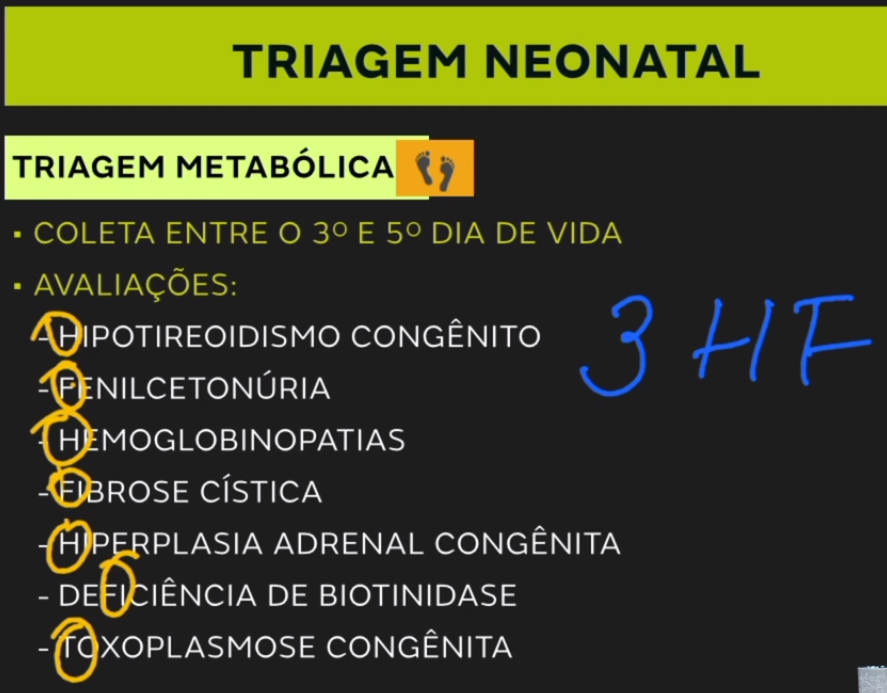 TRIAGEM NEONATAL
TRIAGEM METABÓLICA
▪ COLETA ENTRE O 3º E 5º DIA DE VIDA
▪ AVALIAÇÕES:
- HIPOTIREOIDISMO CONGÊNITO
- FENILCETONÚRIA
3 HF
- HEMOGLOBINOPATIAS
- FIBROSE CÍSTICA
- HIPERPLASIA ADRENAL CONGÊNITA
- DEFICIÊNCIA DE BIOTINIDASE
- TOXOPLASMOSE CONGÊNITA